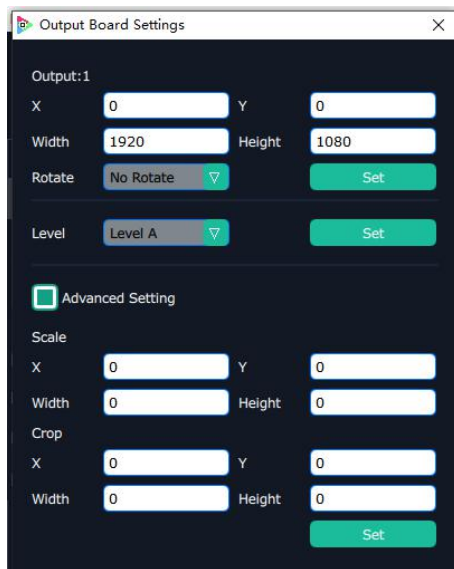 Output Board Settings
Output:1
X 0 Y 0
Width 1920 Height 1080
Rotate No Rotate Set
Level Level A Set
Advanced Setting
Scale
X 0 Y 0
Width 0 Height 0
Crop
X 0 Y 0
Width 0 Height 0
Set